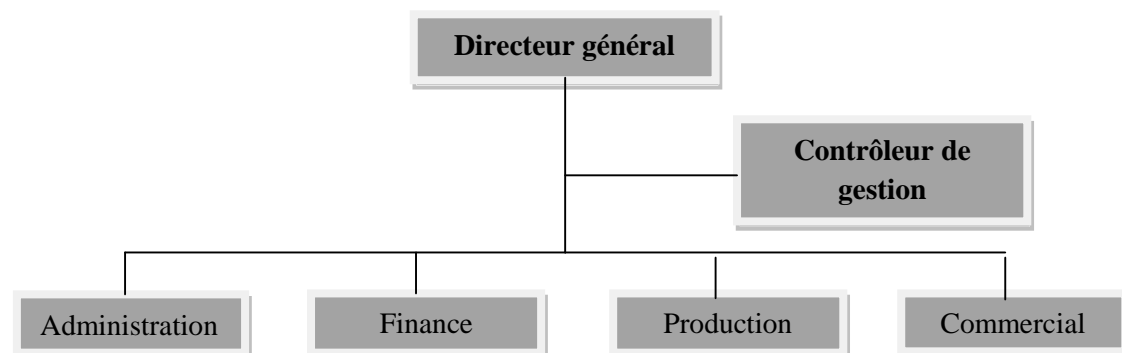 Directeur général
Contrôleur de
gestion
Administration
Finance
Production
Commercial